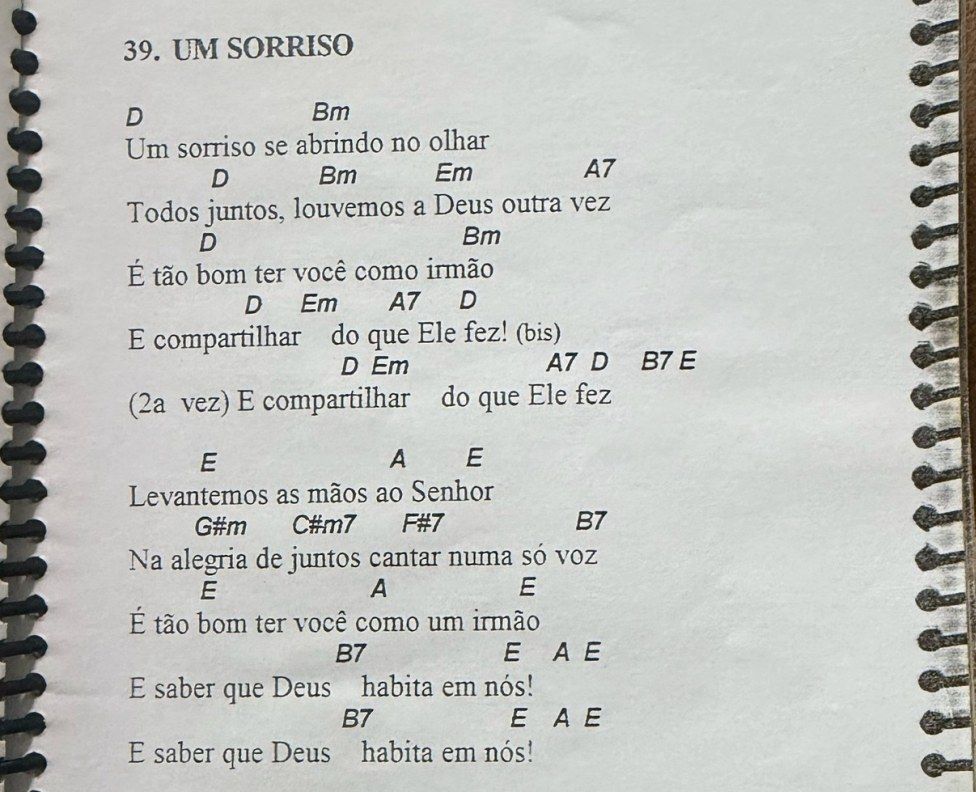 39. UM SORRISO
D Bm
Um sorriso se abrindo no olhar
D Bm Em A7
Todos juntos, louvemos a Deus outra vez
D Bm
É tão bom ter você como irmão
D Em A7 D
E compartilhar do que Ele fez! (bis)
D Em A7 D B7 E
(2a vez) E compartilhar do que Ele fez
E A E
Levantemos as mãos ao Senhor
G#m C#m7 F#7 B7
Na alegria de juntos cantar numa só voz
E A E
É tão bom ter você como um irmão
B7 E A E
E saber que Deus habita em nós!
B7 E A E
E saber que Deus habita em nós!